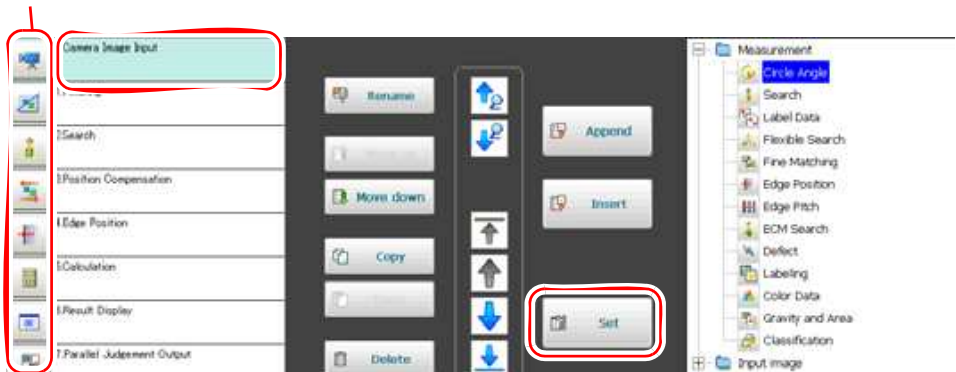 Camera Image Input
2.Search
3.Position Compensation
4.Edge Position
5.Calculation
6.Result Display
7.Parallel Judgement Output
Rename
Move down
Copy
Delete
Append
Insert
Set
Measurement
Circle Angle
Search
Label Data
Flexible Search
Fine Matching
Edge Position
Edge Pitch
ECM Search
Defect
Labeling
Color Data
Gravity and Area
Classification
Input image